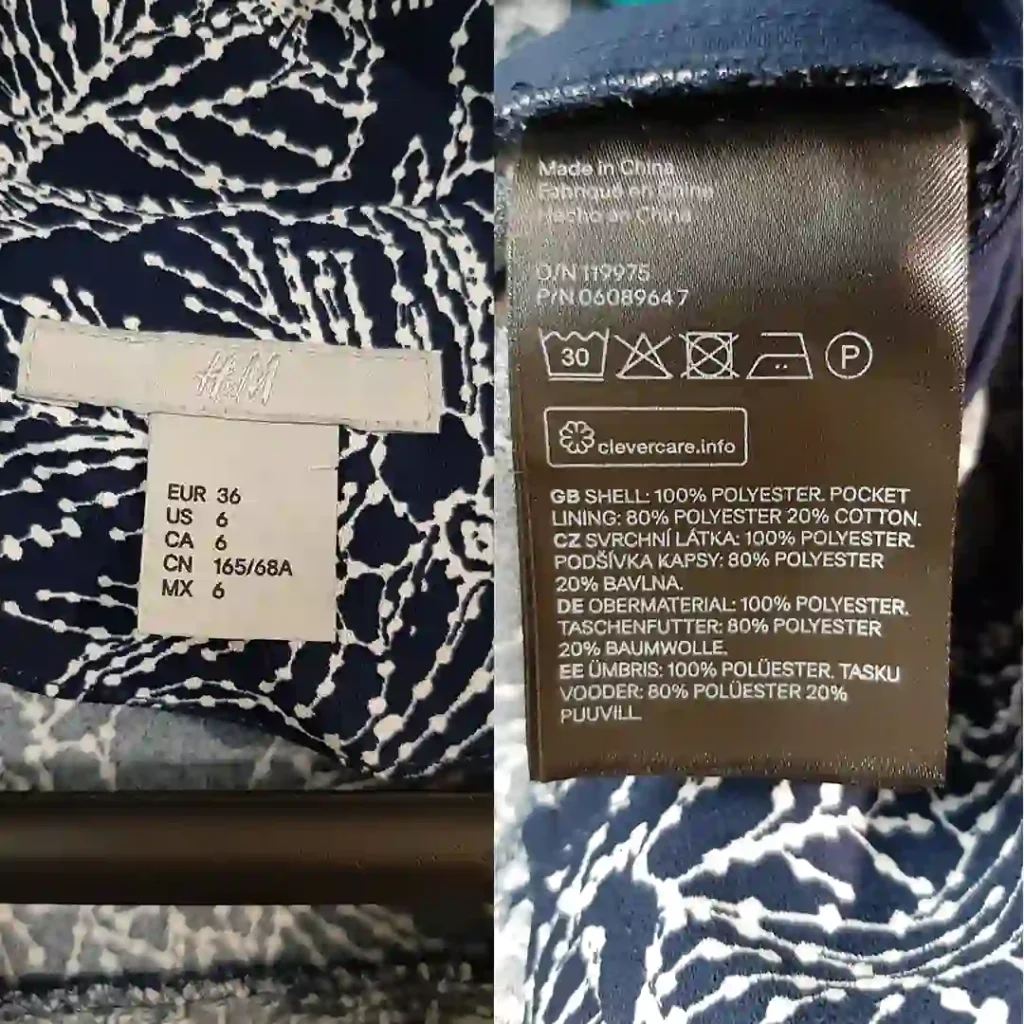 H&M
EUR 36
US 6
CA 6
CN 165/68A
MX 6
Made in China
Fabriqué en Chine
Hecho en China
O/N 119975
P/N 06089647
30
P
clevercare.info
GB SHELL: 100% POLYESTER. POCKET
LINING: 80% POLYESTER 20% COTTON.
CZ SVRCHNÍ LÁTKA: 100% POLYESTER.
PODŠÍVKA KAPSY: 80% POLYESTER
20% BAVLNA.
DE OBERMATERIAL: 100% POLYESTER.
TASCHENFUTTER: 80% POLYESTER
20% BAUMWOLLE.
EE ÜMBRIS: 100% POLÜESTER. TASKU
VOODER: 80% POLÜESTER 20%
PUUVILL.